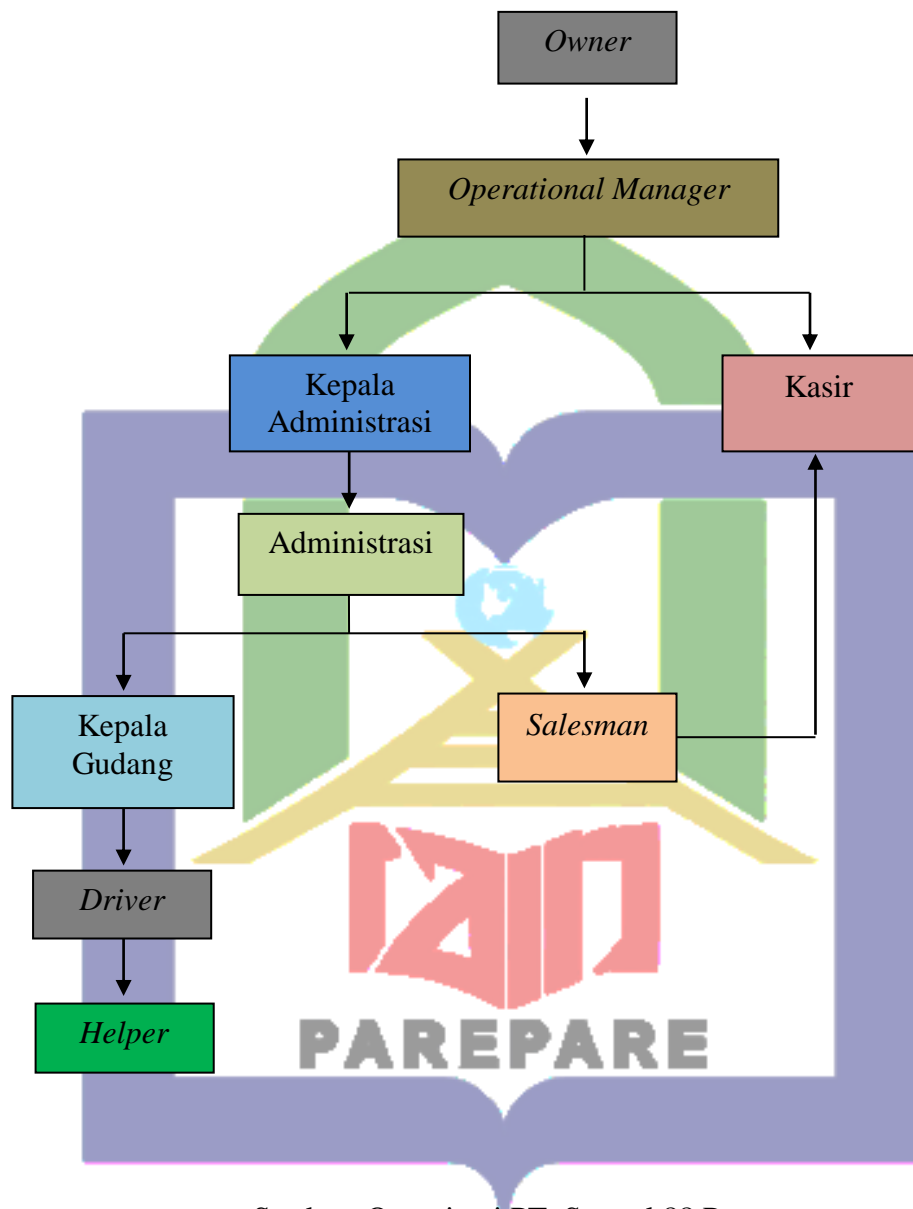 Owner
Operational Manager
Kepala
Administrasi
Kasir
Administrasi
Kepala
Gudang
Salesman
Driver
Helper
PAREPARE